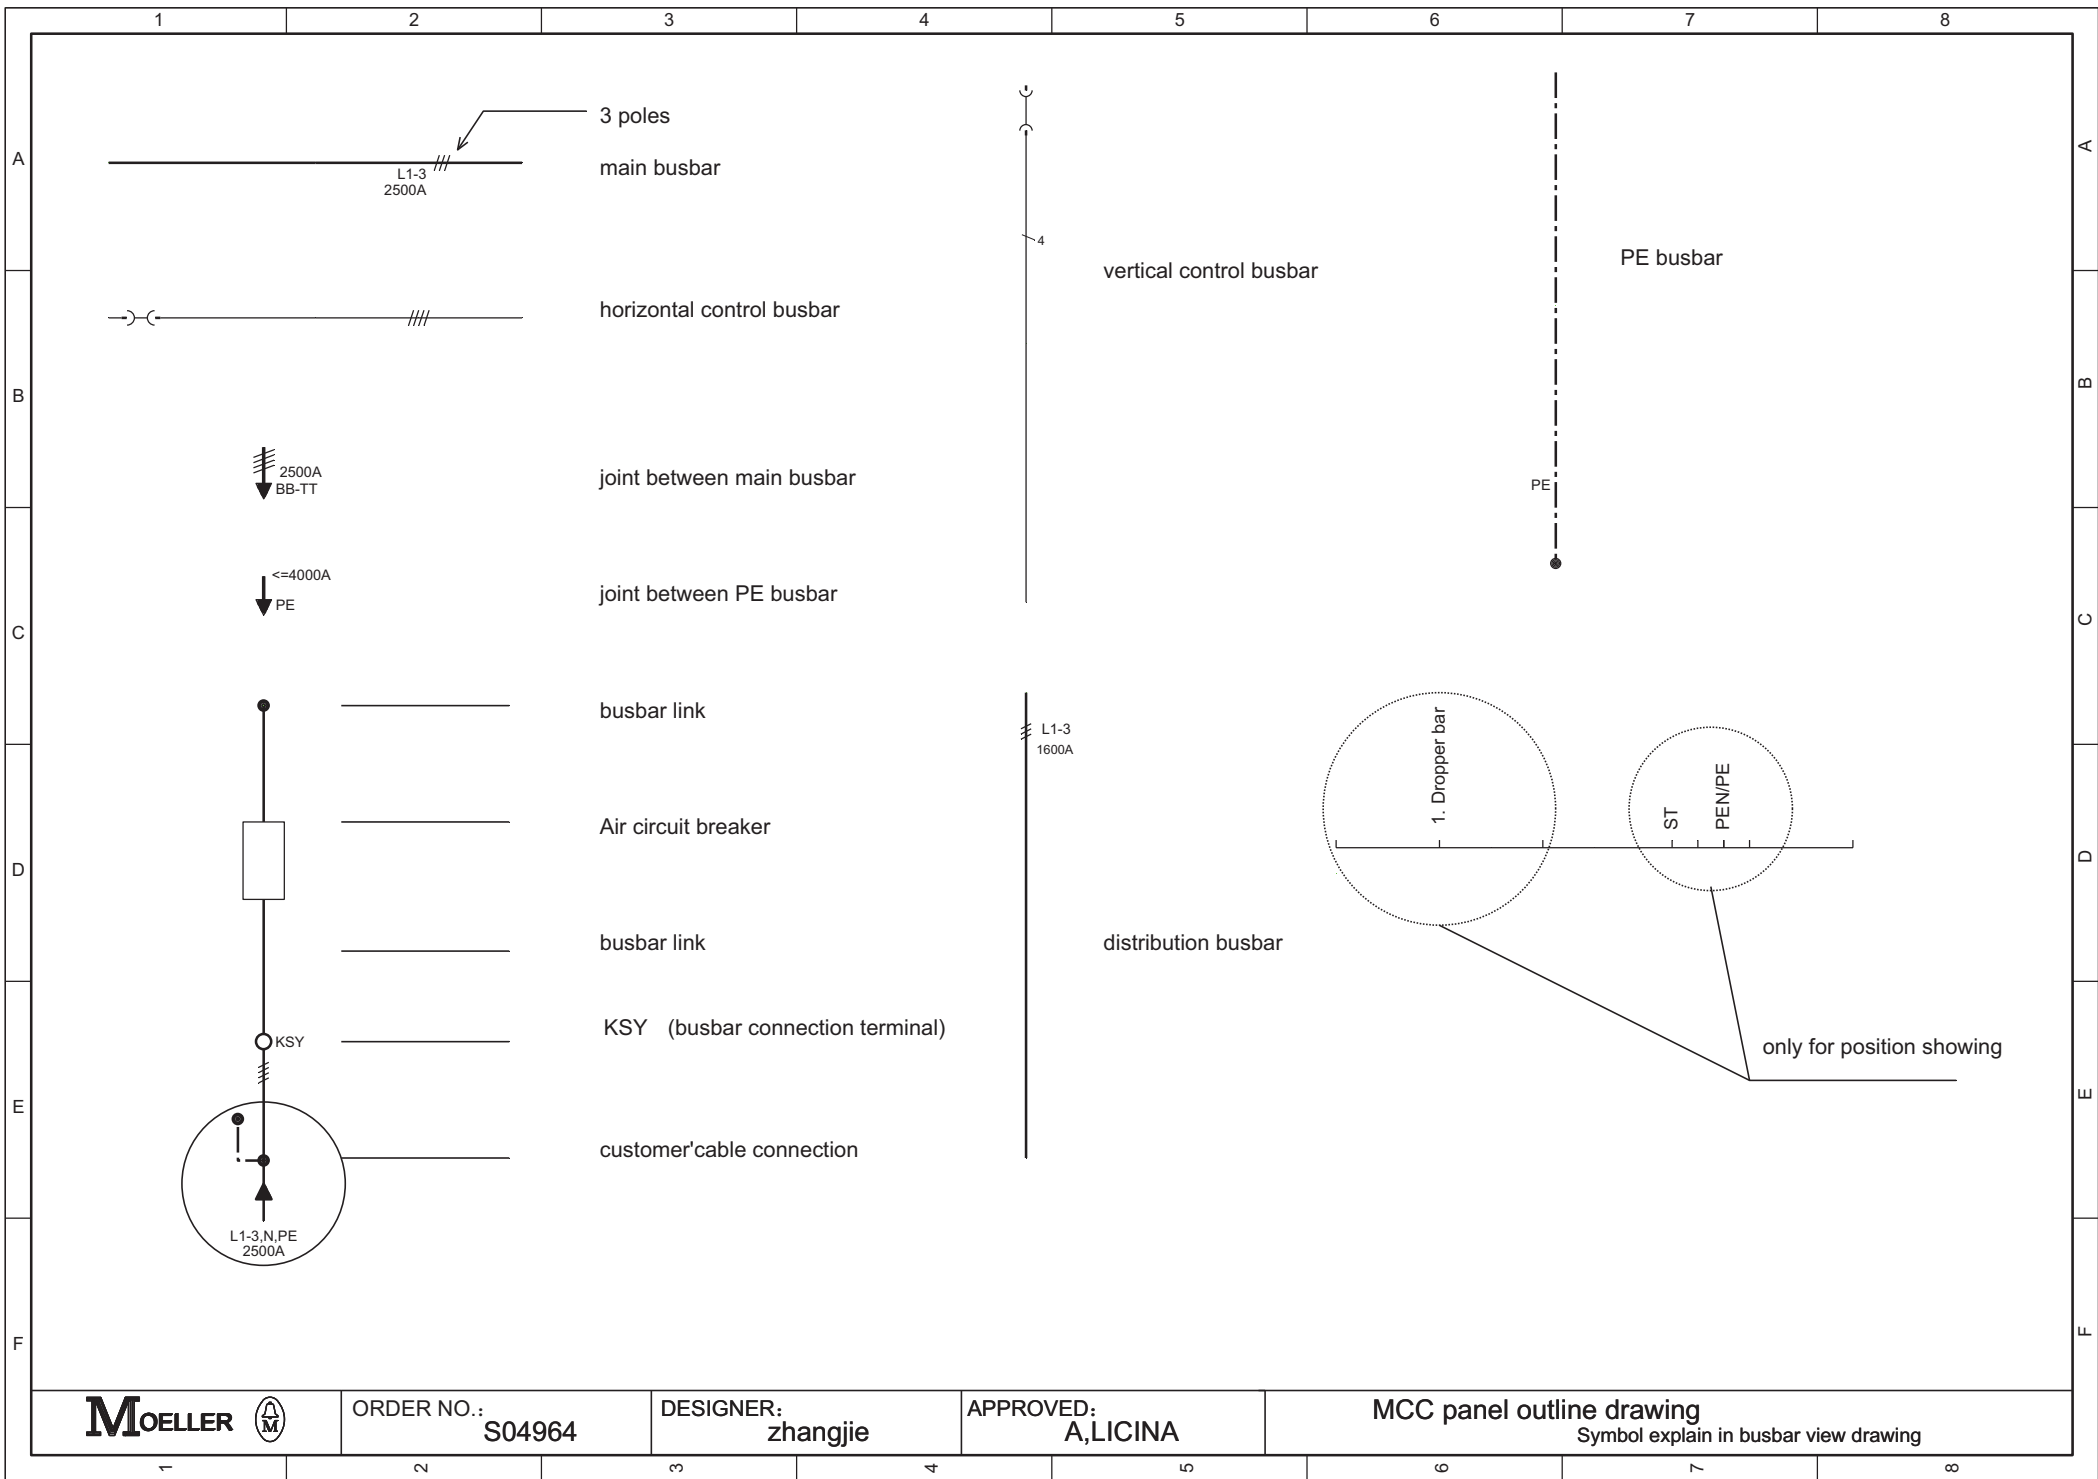 1 2 3 4 5 6 7 8
A
B
C
D
E
F
3 poles
main busbar
L1-3
2500A
horizontal control busbar
2500A
BB-TT
joint between main busbar
<=4000A
PE
joint between PE busbar
busbar link
Air circuit breaker
busbar link
KSY
KSY (busbar connection terminal)
customer'cable connection
L1-3,N,PE
2500A
4
vertical control busbar
L1-3
1600A
distribution busbar
PE busbar
PE
1. Dropper bar
ST
PEN/PE
only for position showing
A
B
C
D
E
F
MOELLER
M
ORDER NO.:
S04964
DESIGNER:
zhangjie
APPROVED:
A,LICINA
MCC panel outline drawing
Symbol explain in busbar view drawing
1 2 3 4 5 6 7 8